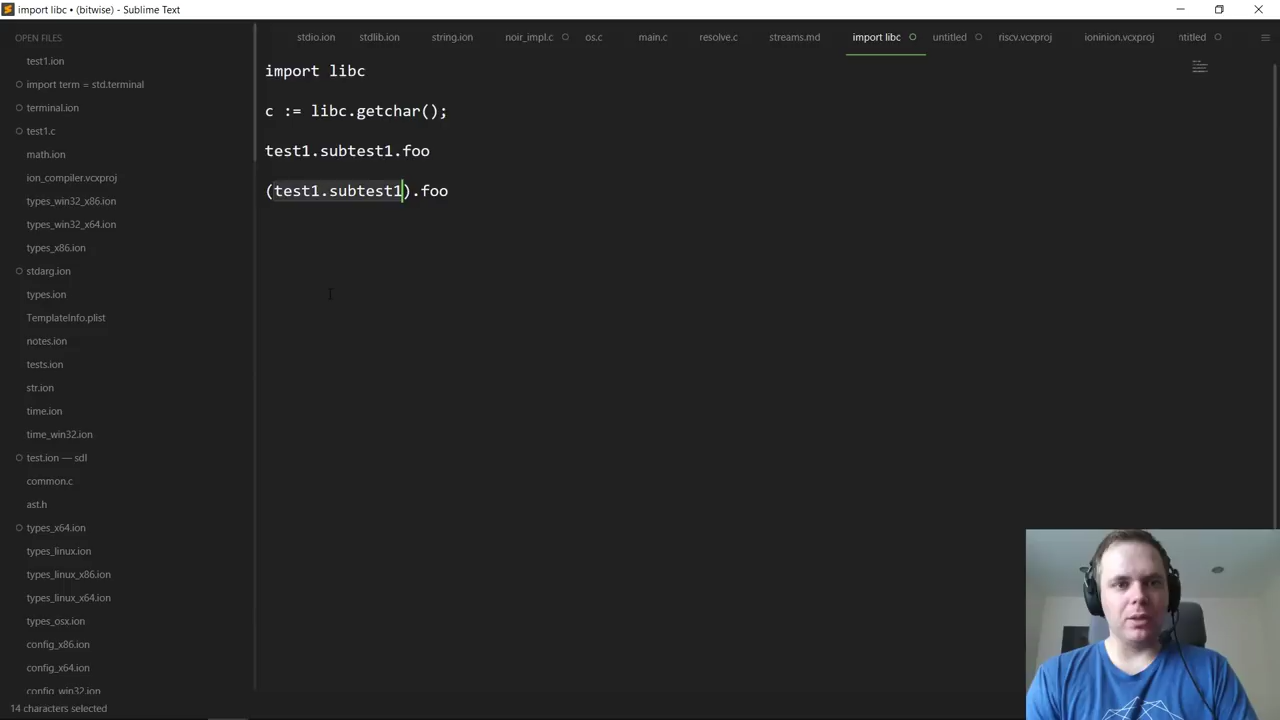 import libc • (bitwise) - Sublime Text
OPEN FILES
test1.ion
import term = std.terminal
terminal.ion
test1.c
math.ion
ion_compiler.vcxproj
types_win32_x86.ion
types_win32_x64.ion
types_x86.ion
stdarg.ion
types.ion
TemplateInfo.plist
notes.ion
tests.ion
str.ion
time.ion
time_win32.ion
test.ion — sdl
common.c
ast.h
types_x64.ion
types_linux.ion
types_linux_x86.ion
types_linux_x64.ion
types_osx.ion
config_x86.ion
config_x64.ion
config_win32.ion
stdio.ion stdlib.ion string.ion noir_impl.c os.c main.c resolve.c streams.md import libc untitled riscv.vcxproj ioninion.vcxproj ntitled
import libc
c := libc.getchar();
test1.subtest1.foo
(test1.subtest1).foo
14 characters selected